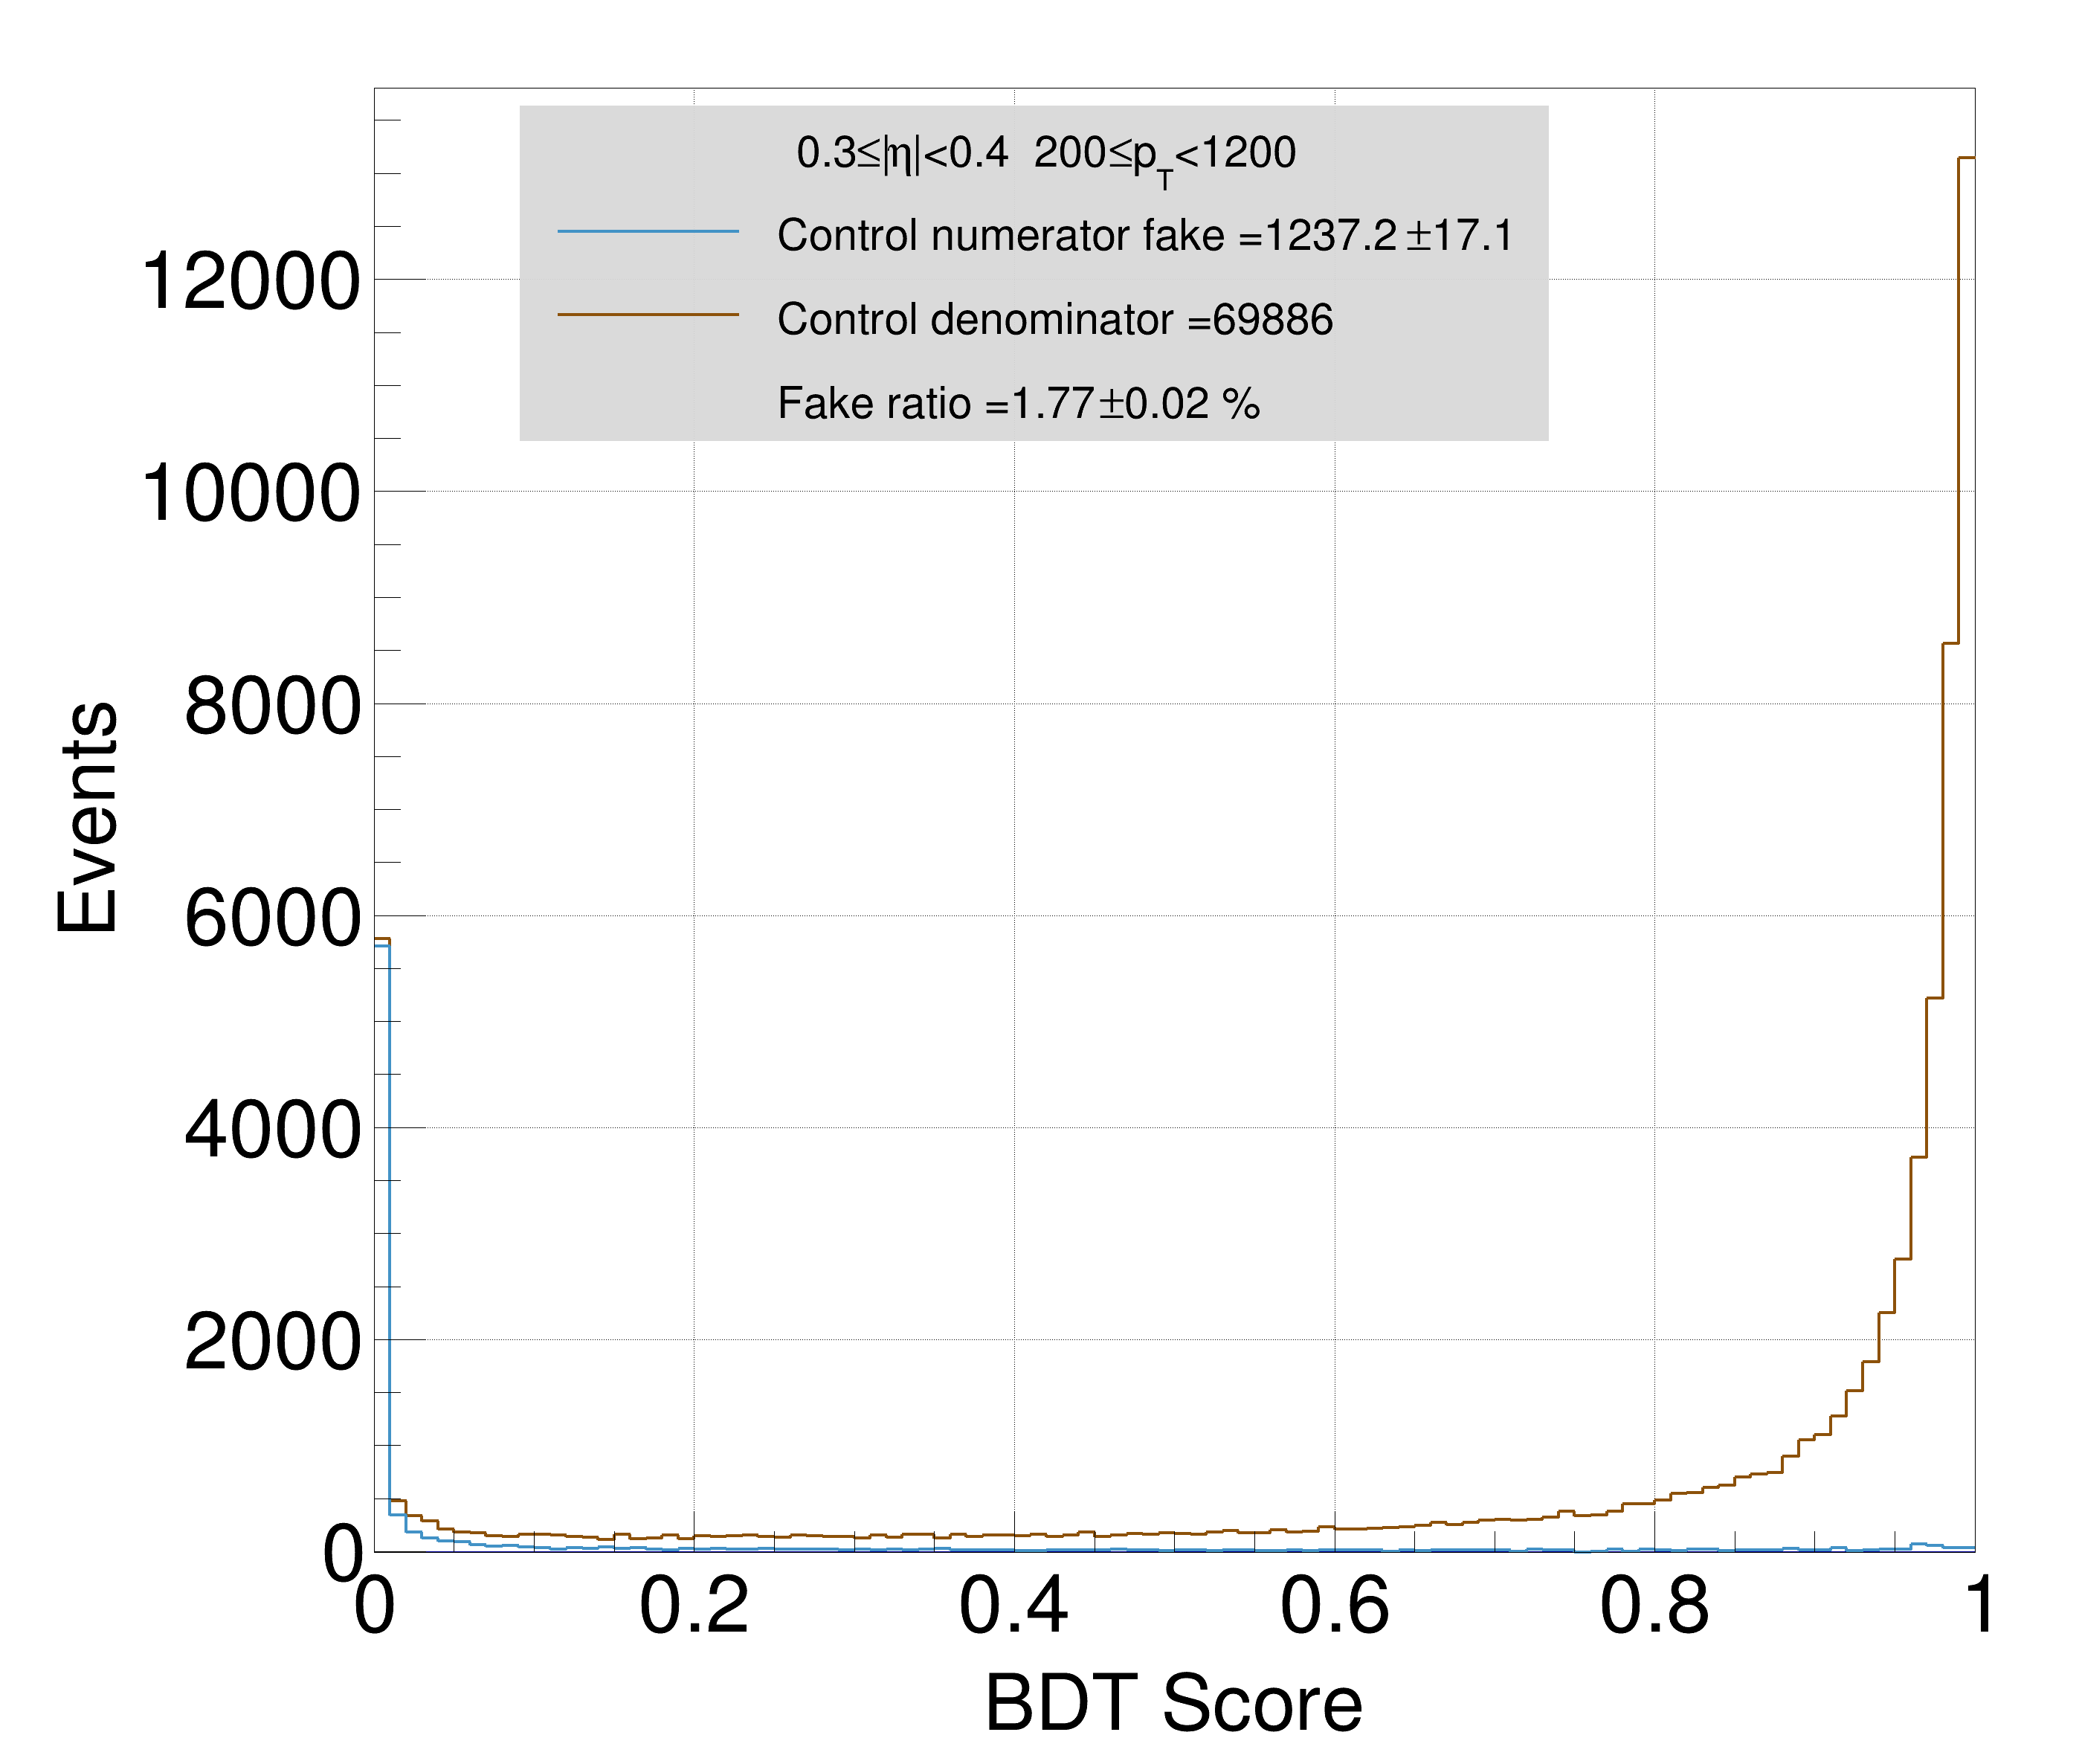 0.3≤|η|<0.4 200≤pT<1200
Control numerator fake =1237.2±17.1
Control denominator =69886
Fake ratio =1.77±0.02 %
12000
10000
8000
6000
4000
2000
0
Events
0 0.2 0.4 0.6 0.8 1
BDT Score